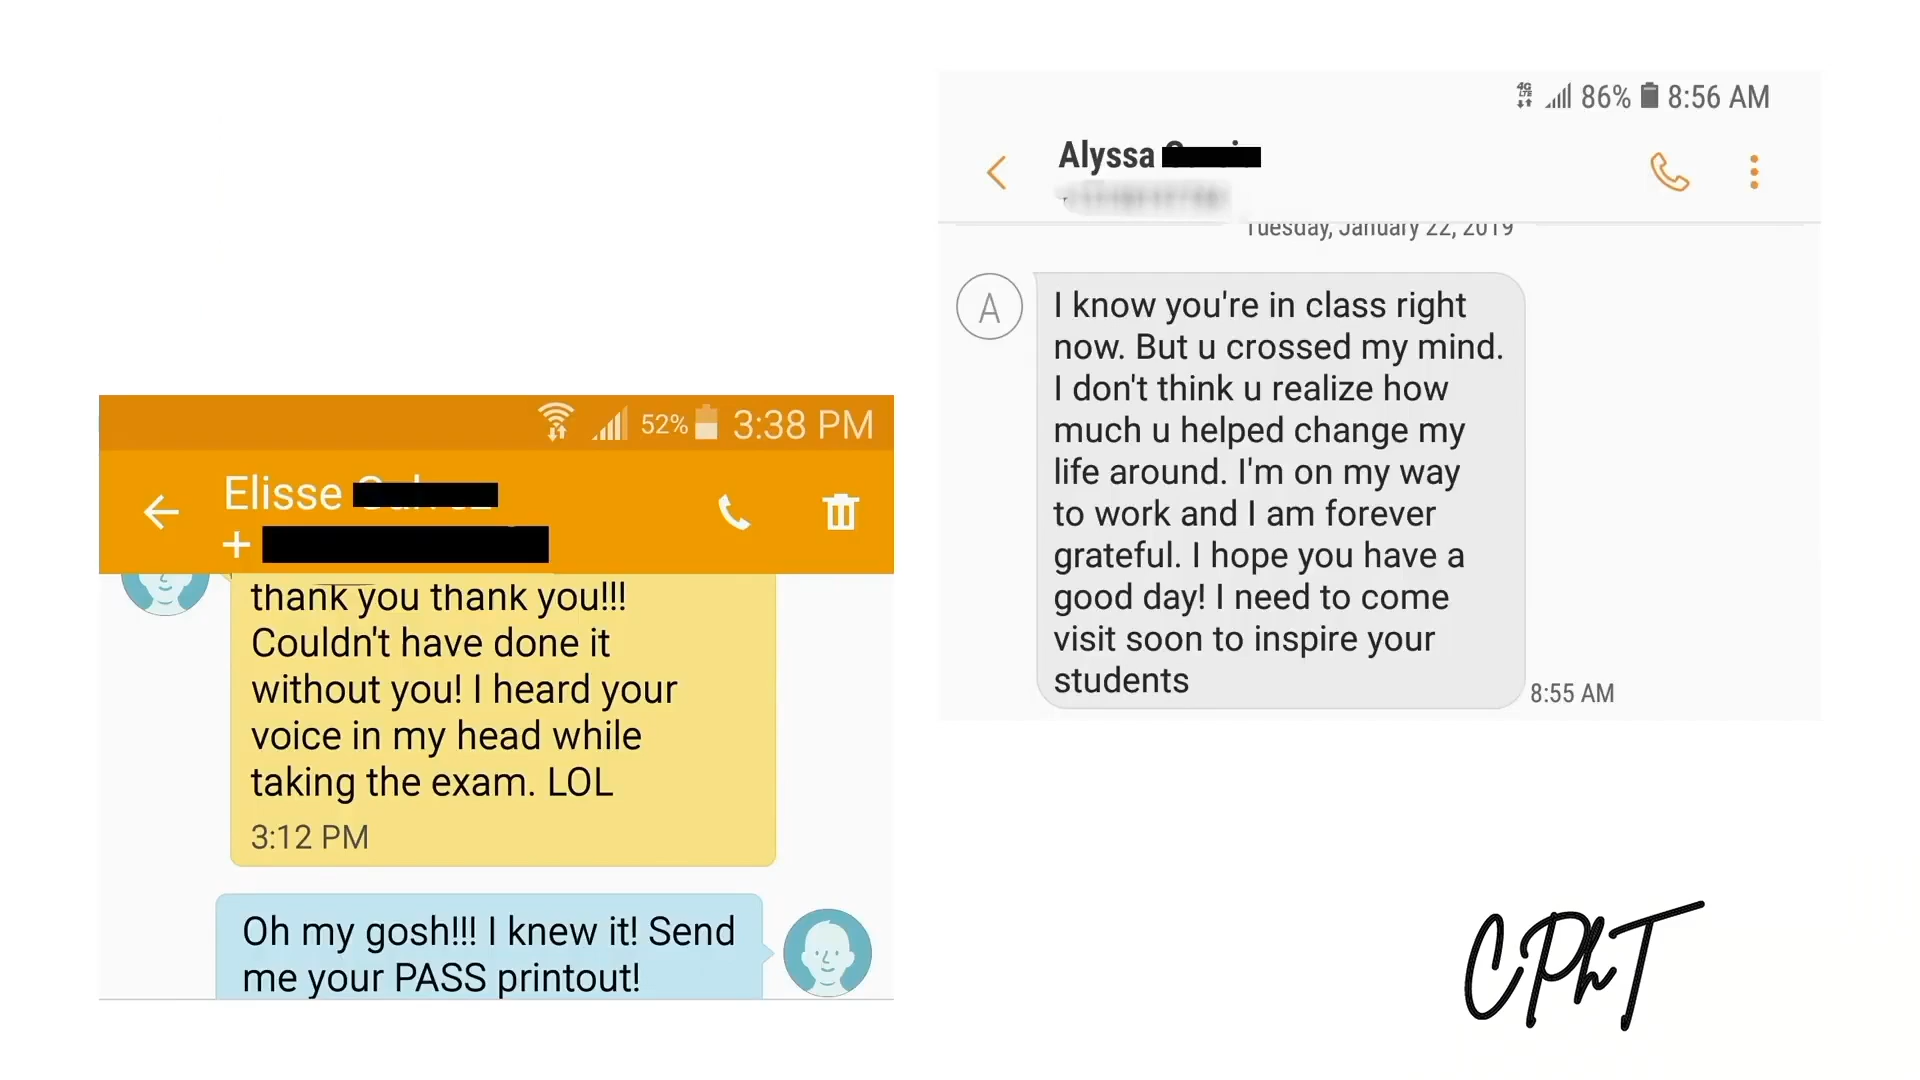 52% 3:38 PM
Elisse
+
thank you thank you!!!
Couldn't have done it
without you! I heard your
voice in my head while
taking the exam. LOL
3:12 PM
Oh my gosh!!! I knew it! Send
me your PASS printout!
4G LTE 86% 8:56 AM
Alyssa
Tuesday, January 22, 2019
A
I know you're in class right
now. But u crossed my mind.
I don't think u realize how
much u helped change my
life around. I'm on my way
to work and I am forever
grateful. I hope you have a
good day! I need to come
visit soon to inspire your
students
8:55 AM
CPhT